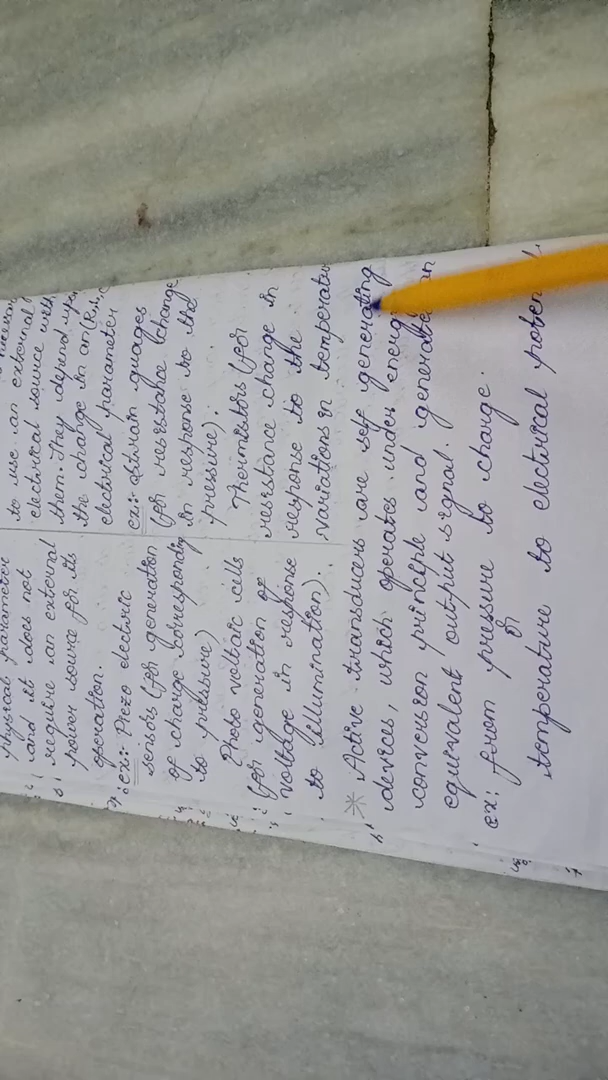 physical parameter
and it does not
require an external
power source for its
operation.
ex:- Piezo electric
sensors (for generation
of charge corresponding
to pressure)
Photo voltaic cells
(for generation of
voltage in response
to illumination).
to use an external
electrical source with
them. They depend upon
the change in an
electrical parameter
ex:- strain guages
(for resistance change
in response to the
pressure).
Thermistors (for
resistance change in
response to the
variations in temperature
* Active transducers are self generating
devices, which operates under
conversion principle and generate an
equivalent output signal.
ex: from pressure to charge.
or
temperature to electrical